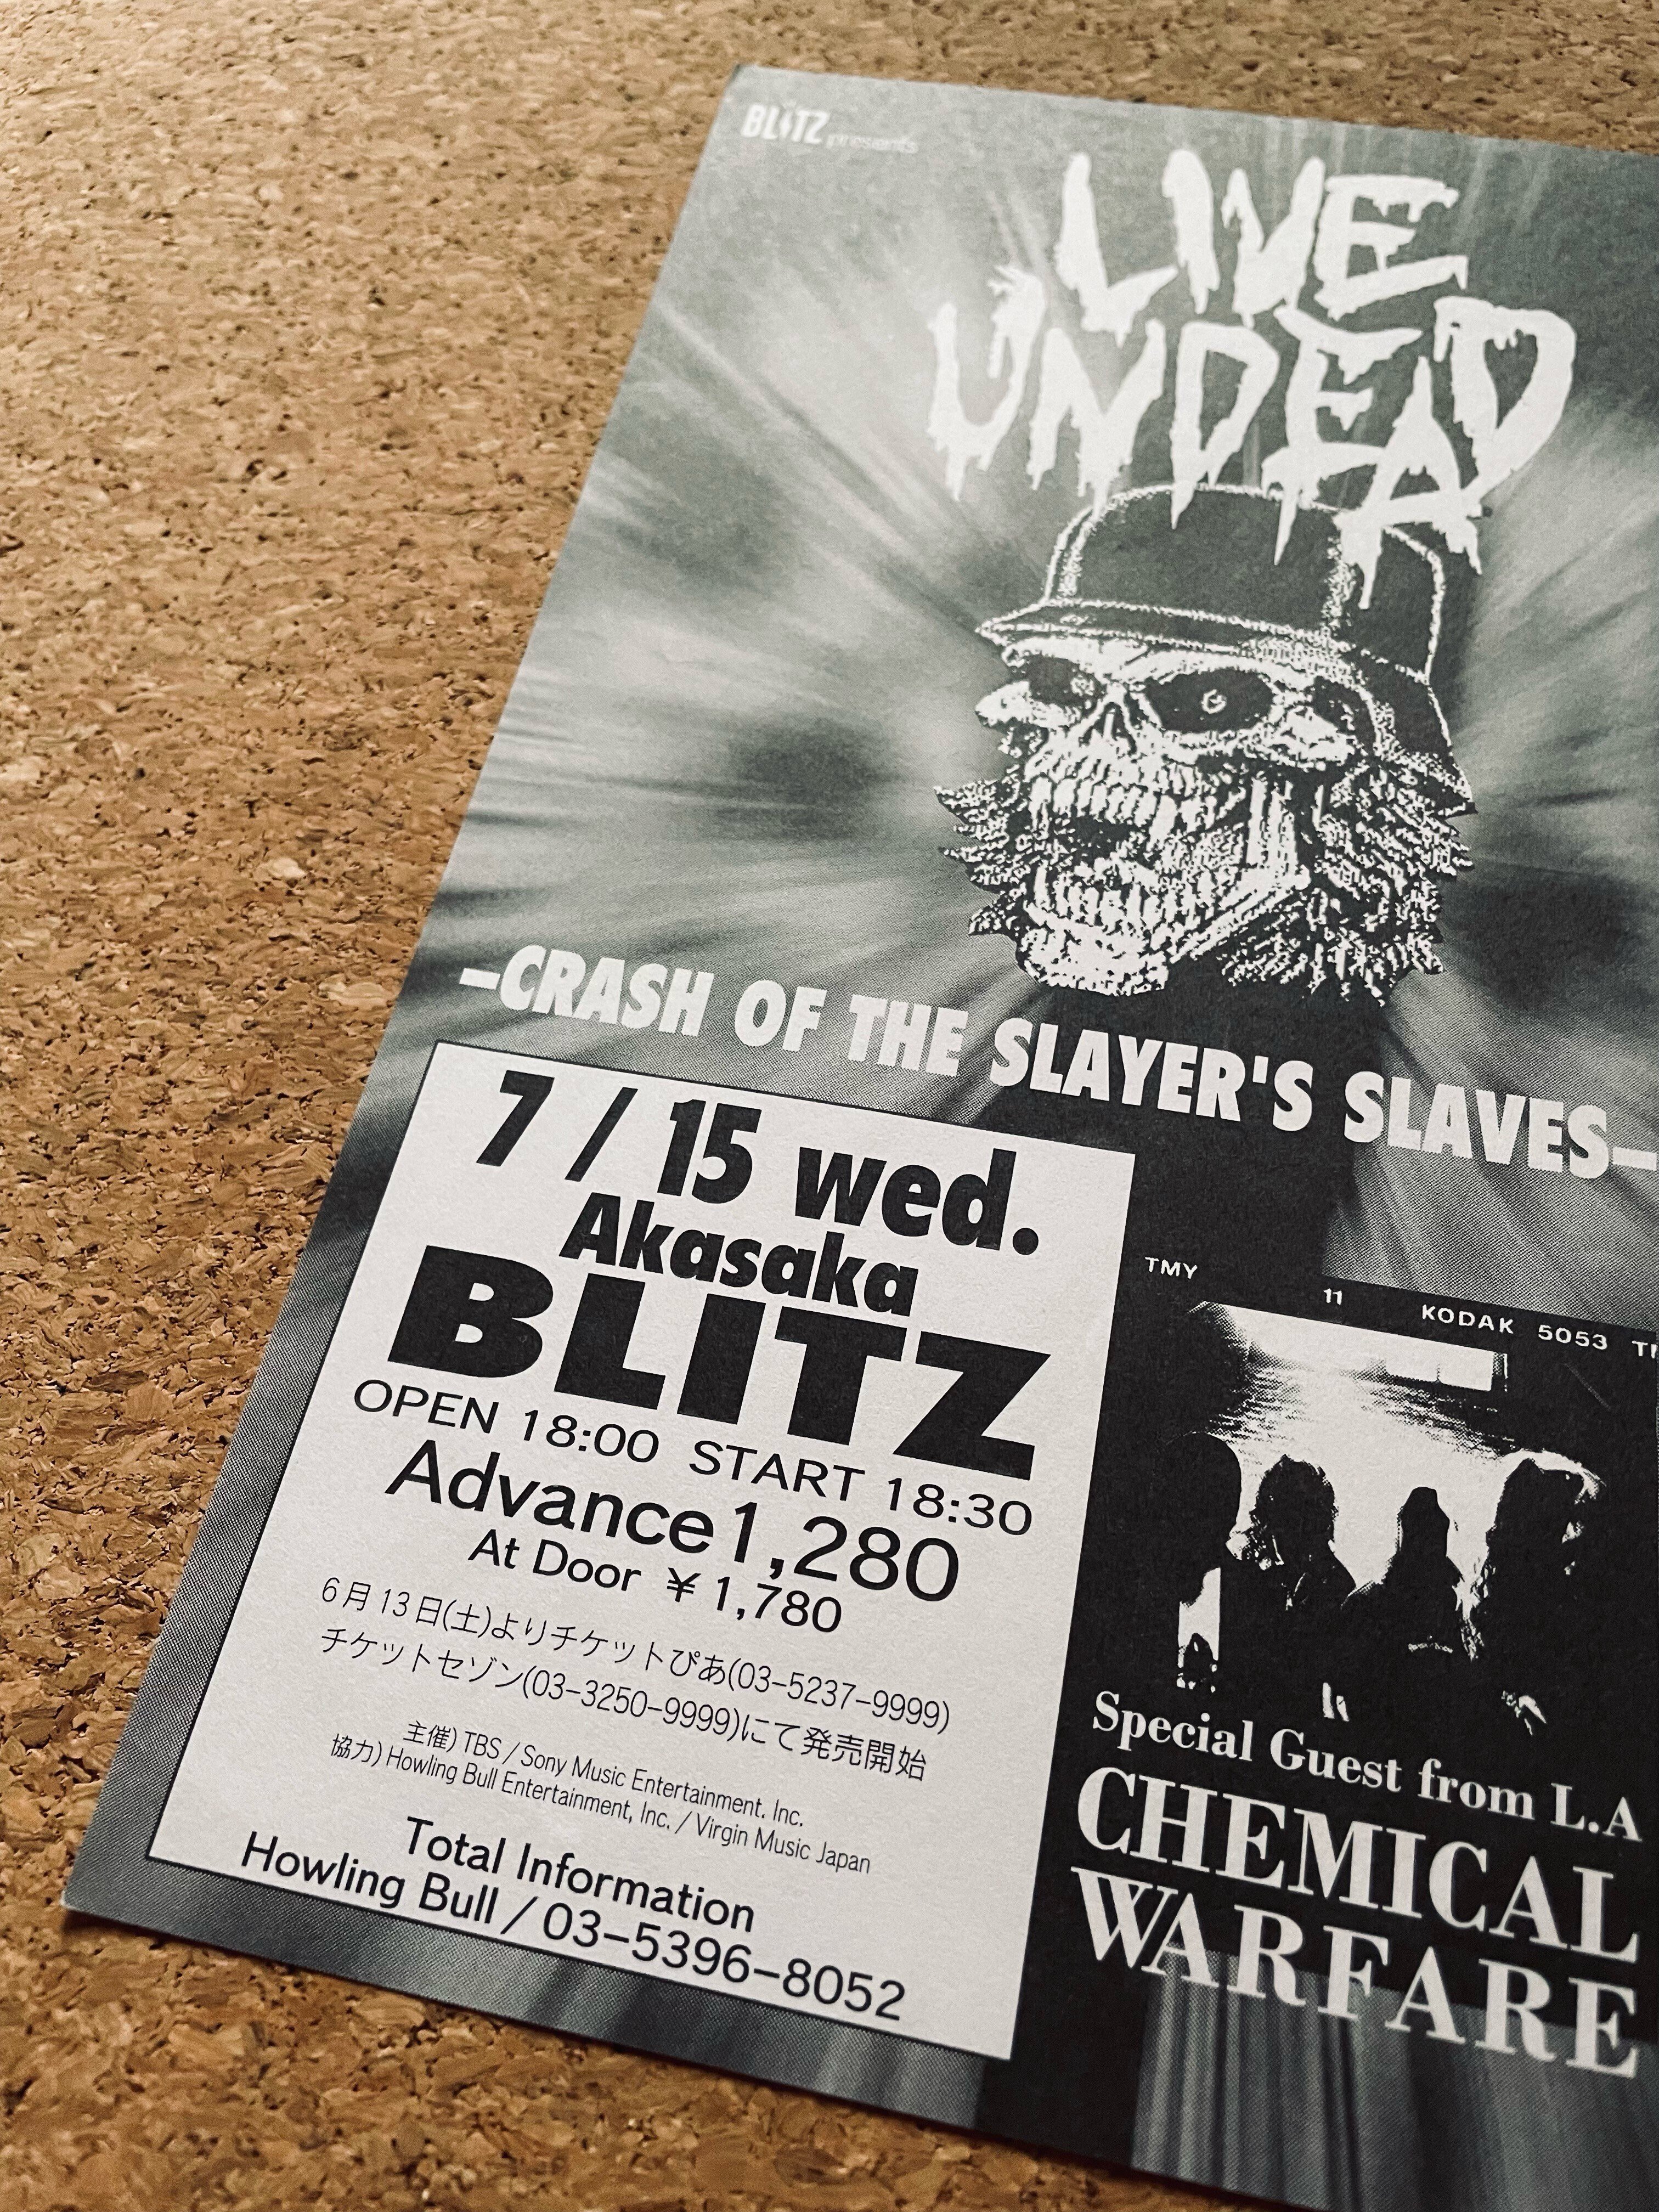 BLITZ presents
LIVE
UNDEAD
–CRASH OF THE SLAYER'S SLAVES–
7 / 15 wed.
Akasaka
BLITZ
OPEN 18:00 START 18:30
Advance1,280
At Door ¥1,780
6月13日(土)よりチケットぴあ(03–5237–9999)
チケットセゾン(03–3250–9999)にて発売開始
主催) TBS / Sony Music Entertainment. Inc.
協力) Howling Bull Entertainment, Inc. / Virgin Music Japan
Total Information
Howling Bull / 03–5396–8052
TMY 11 KODAK 5053
Special Guest from L.A
CHEMICAL
WARFARE